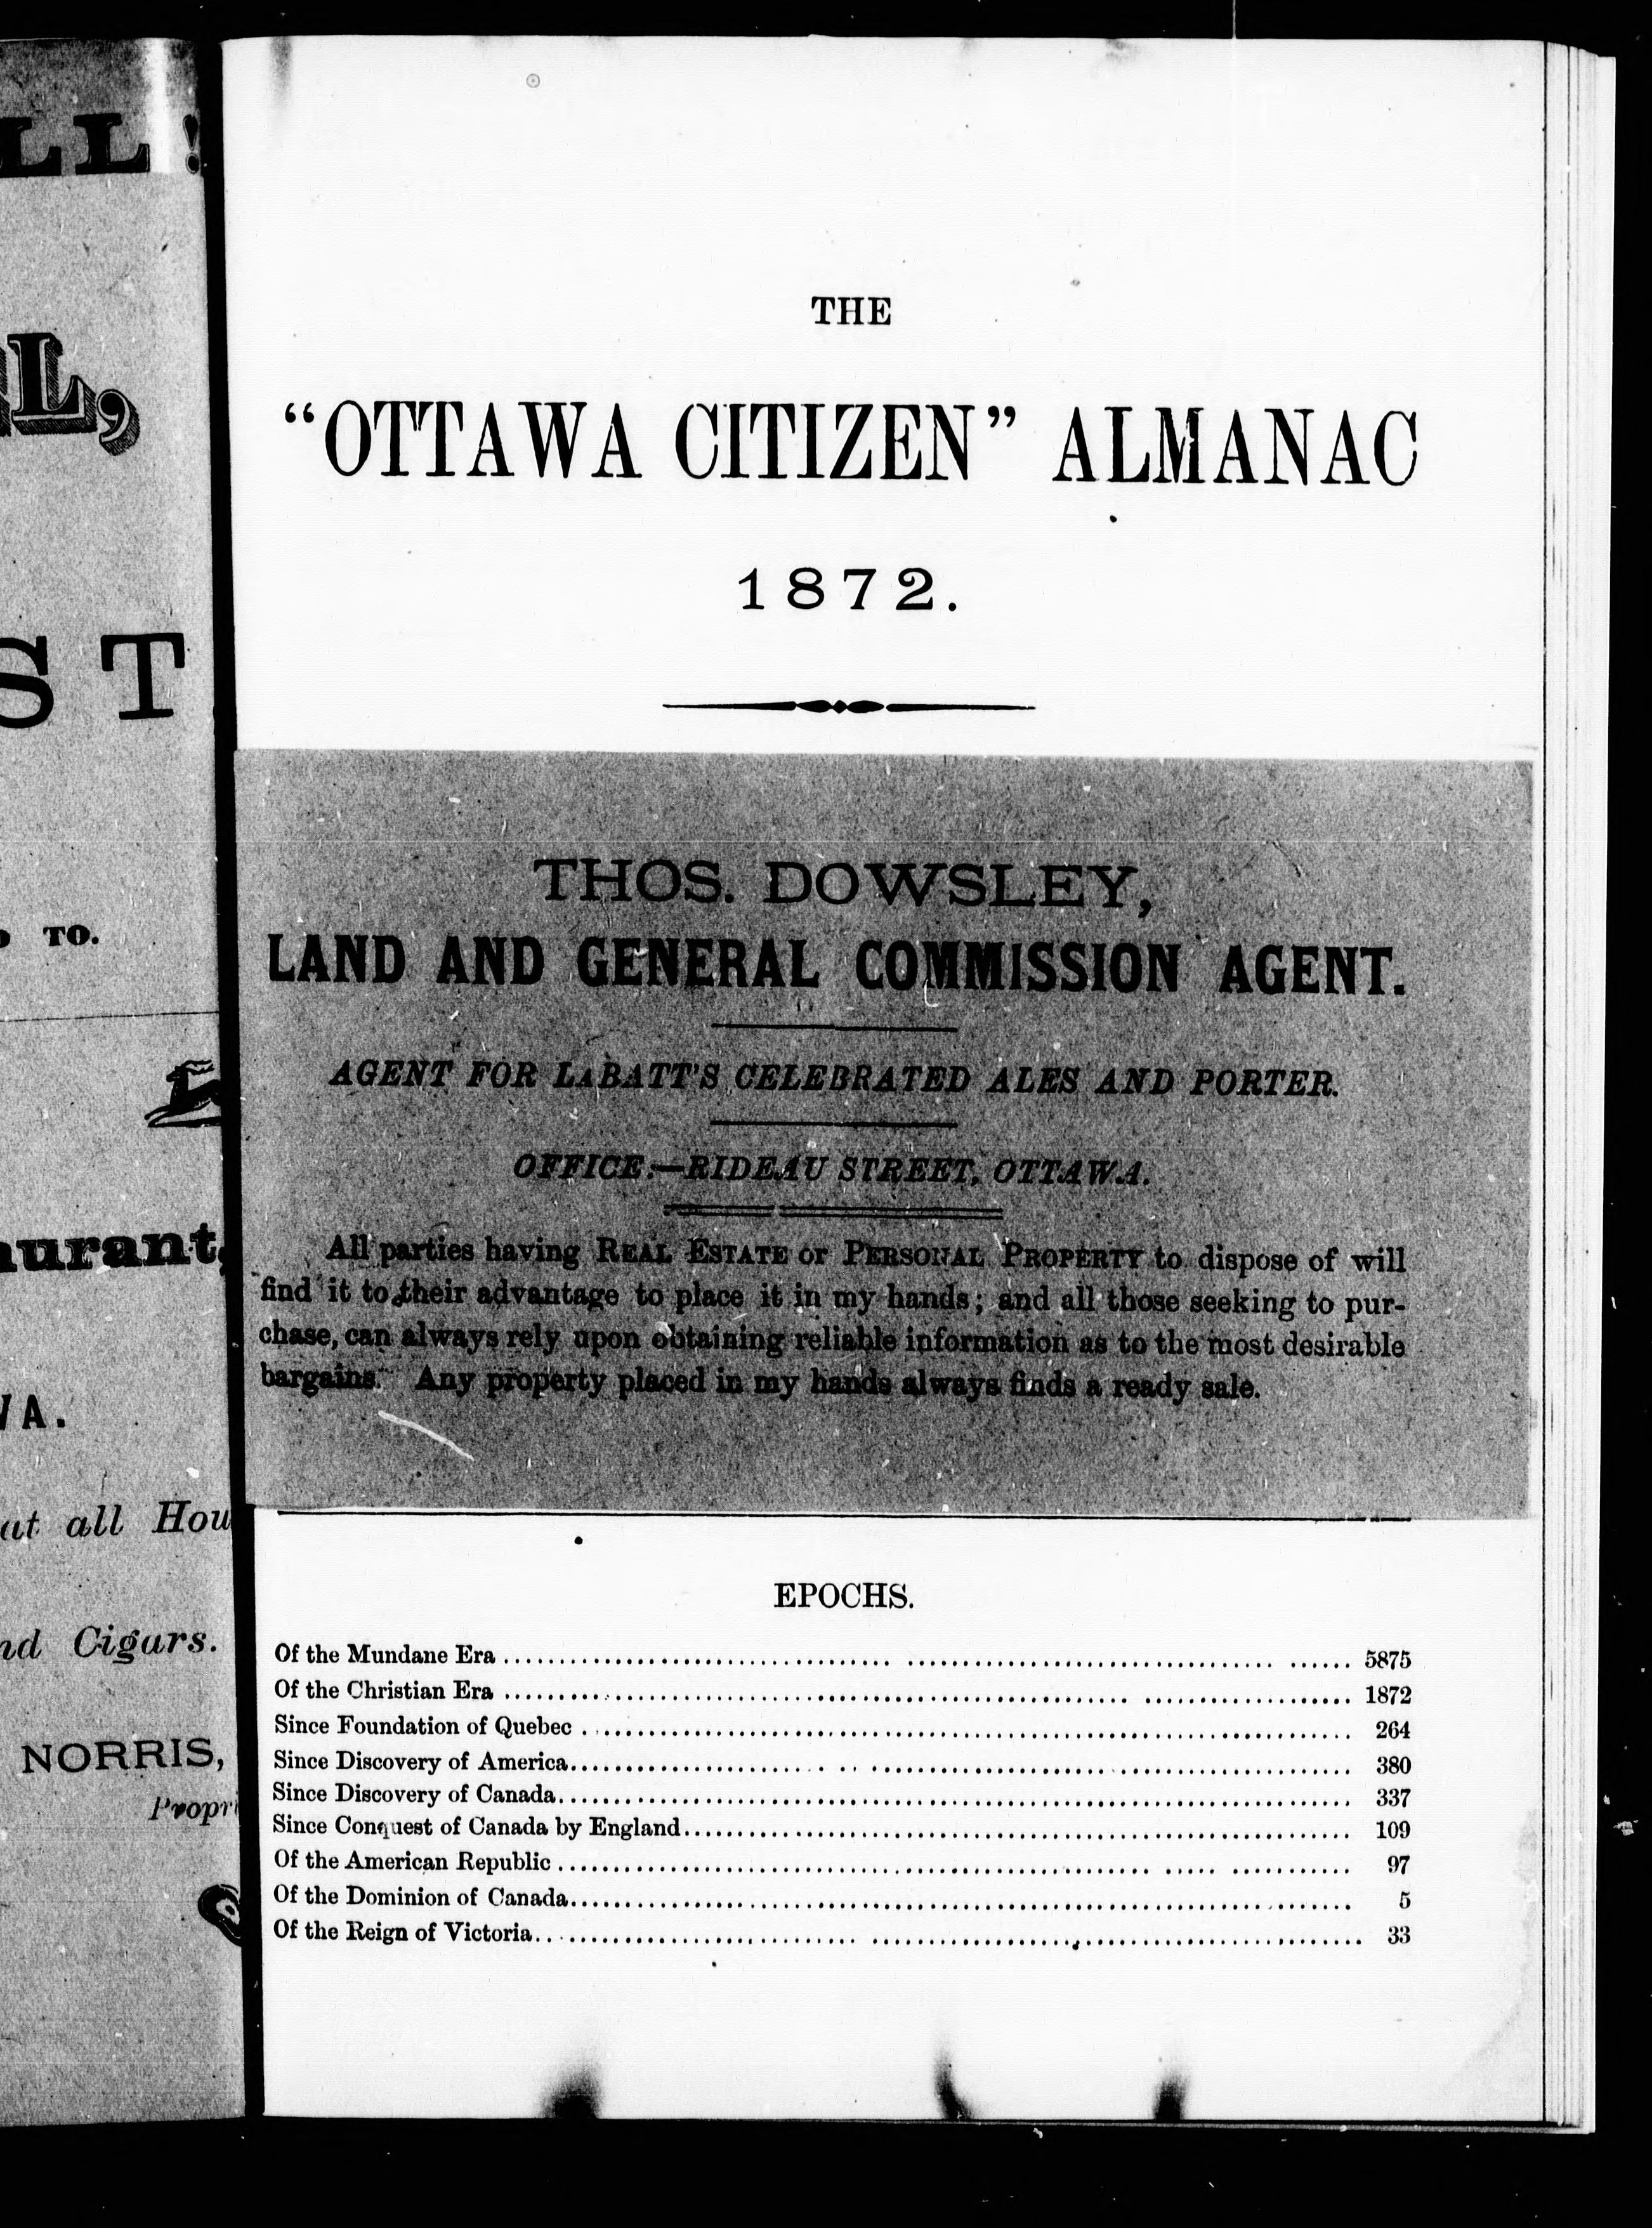 LL!
L,
ST
TO.
urant,
A.
at all Hou
nd Cigars.
NORRIS,
Propri
THE
“OTTAWA CITIZEN” ALMANAC
1872.
THOS. DOWSLEY,
LAND AND GENERAL COMMISSION AGENT.
AGENT FOR LABATT'S CELEBRATED ALES AND PORTER.
OFFICE:—RIDEAU STREET, OTTAWA.
All parties having REAL ESTATE or PERSONAL PROPERTY to dispose of will
find it to their advantage to place it in my hands; and all those seeking to pur-
chase, can always rely upon obtaining reliable information as to the most desirable
bargains. Any property placed in my hands always finds a ready sale.
EPOCHS.
Of the Mundane Era ........ 5875
Of the Christian Era ........ 1872
Since Foundation of Quebec ........ 264
Since Discovery of America ........ 380
Since Discovery of Canada ........ 337
Since Conquest of Canada by England ........ 109
Of the American Republic ........ 97
Of the Dominion of Canada ........ 5
Of the Reign of Victoria ........ 33